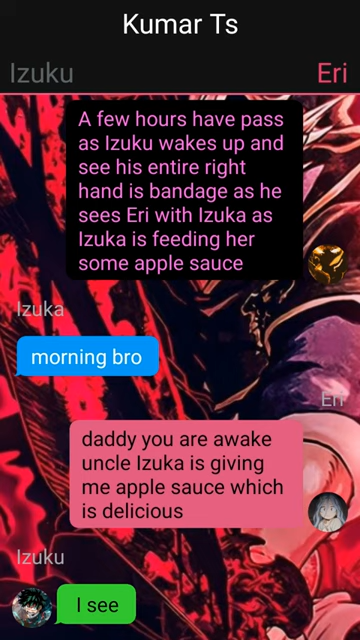 Kumar Ts
Izuku Eri
A few hours have pass
as Izuku wakes up and
see his entire right
hand is bandage as he
sees Eri with Izuka as
Izuka is feeding her
some apple sauce
Izuka
morning bro
Eri
daddy you are awake
uncle Izuka is giving
me apple sauce which
is delicious
Izuku
I see